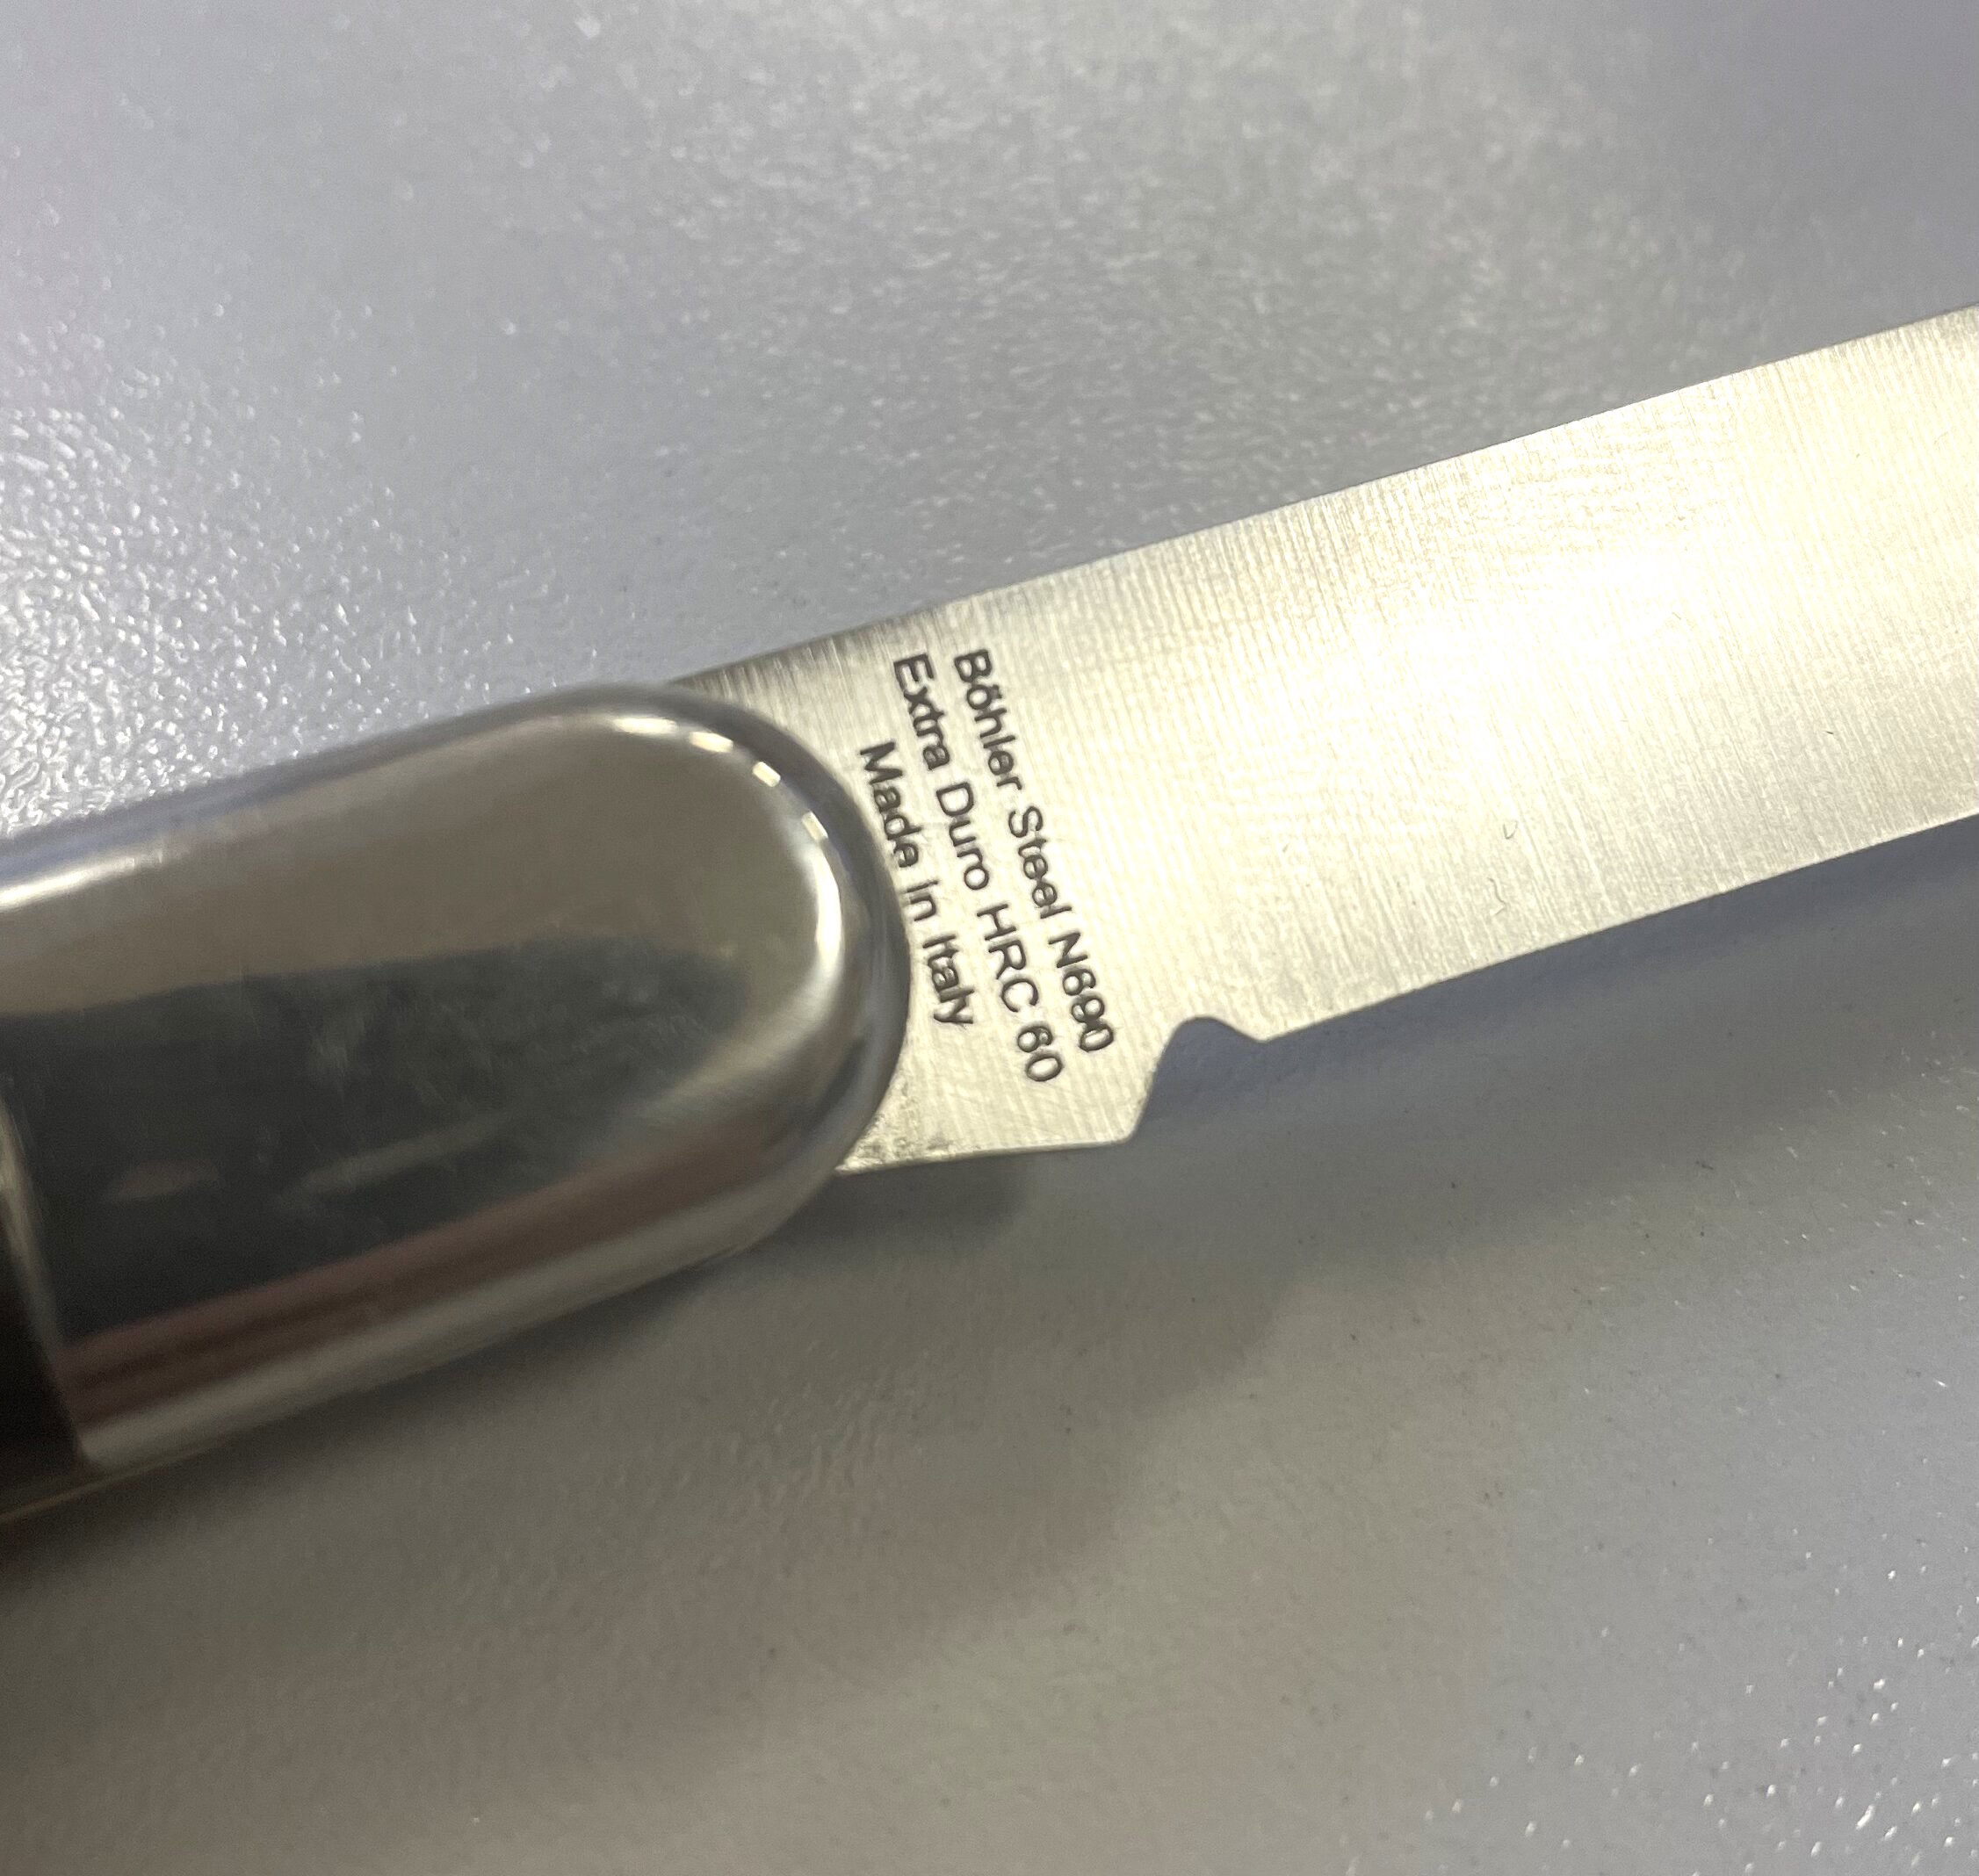 Böhler Steel N690
Extra Duro HRC 60
Made in Italy